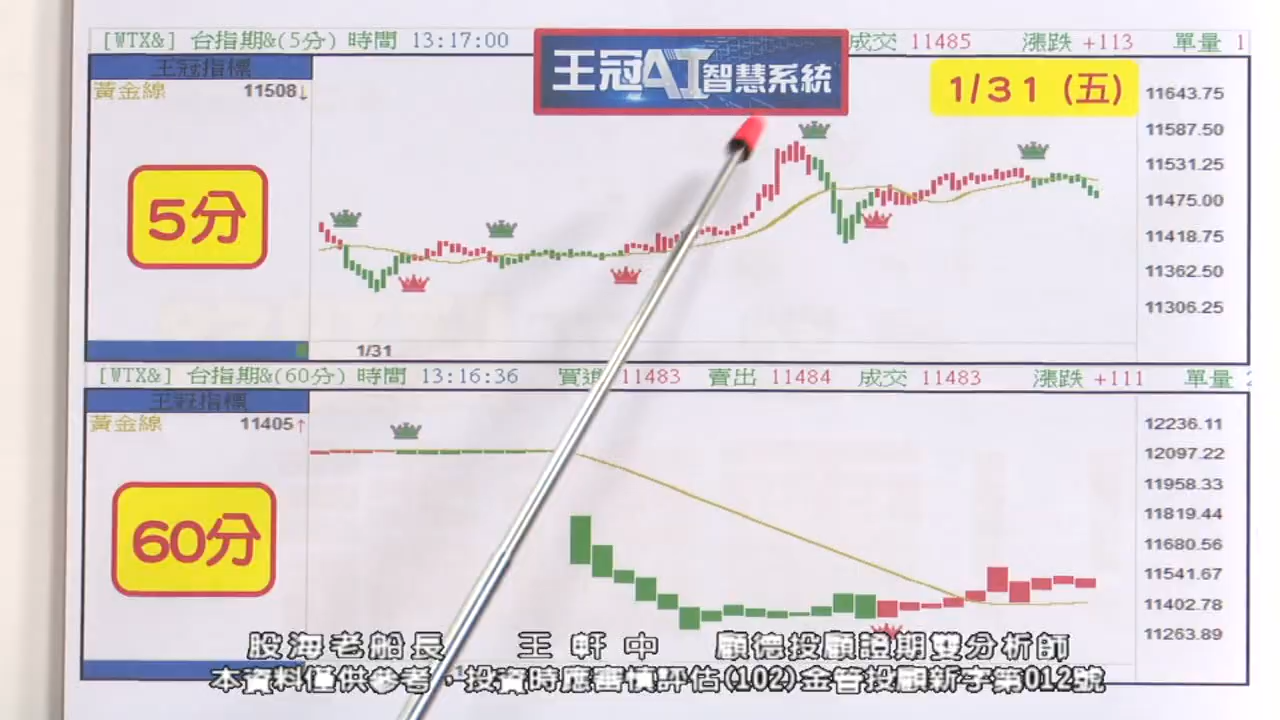 [WTX&] 台指期&(5分) 時間 13:17:00 成交 11485 漲跌 +113 單量 1
王冠AI智慧系統
王冠指標
1/31 (五)
黃金線 11508↓
11643.75
11587.50
11531.25
5分
11475.00
11418.75
11362.50
11306.25
1/31
[WTX&] 台指期&(60分) 時間 13:16:36 買進 11483 賣出 11484 成交 11483 漲跌 +111 單量
王冠指標
黃金線 11405↑
12236.11
12097.22
11958.33
60分
11819.44
11680.56
11541.67
11402.78
11263.89
股海老船長 王軒中 顧德投顧證期雙分析師
本資料僅供參考，投資時應審慎評估(102)金管投顧新字第012號